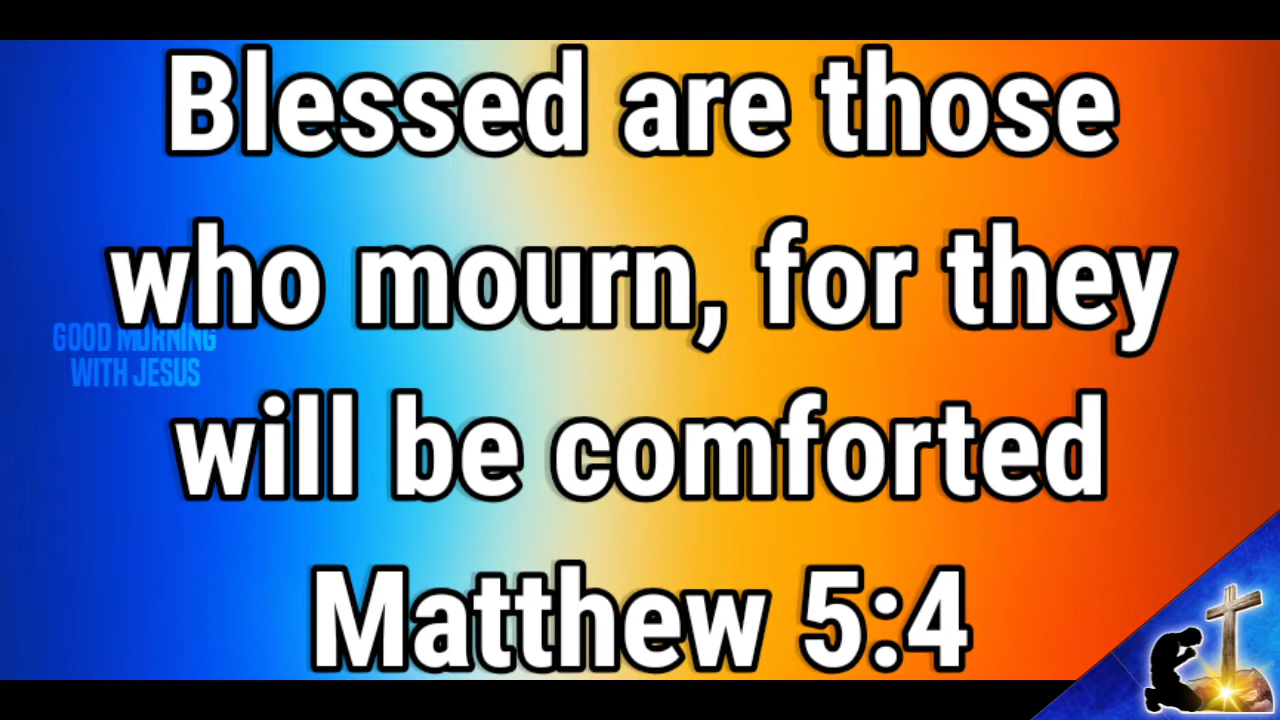 Blessed are those
who mourn, for they
GOOD MORNING
WITH JESUS
will be comforted
Matthew 5:4